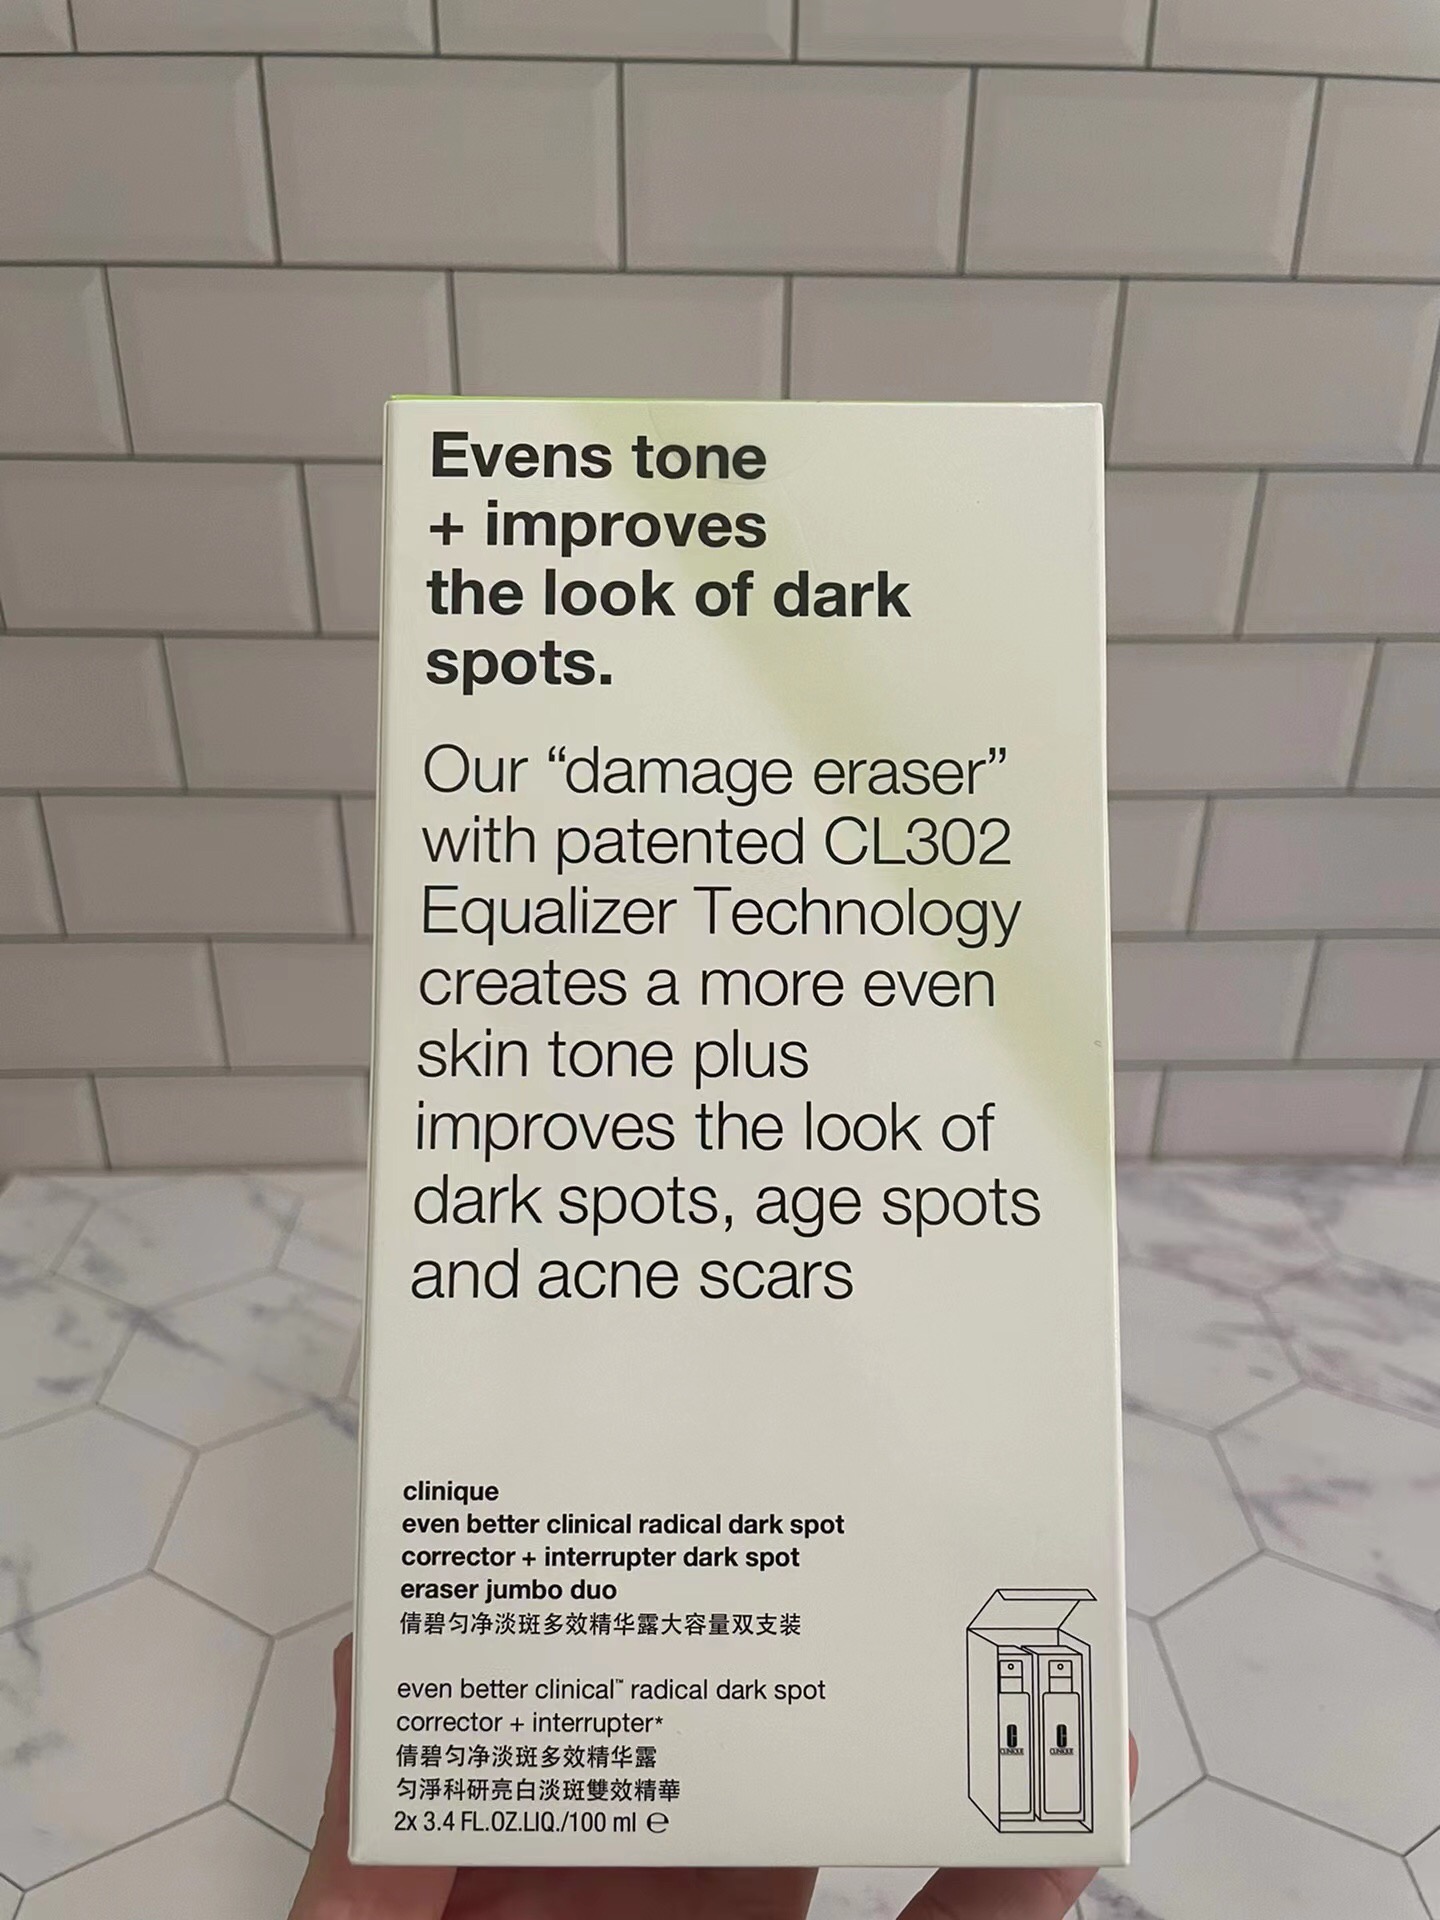 Evens tone
+ improves
the look of dark
spots.
Our “damage eraser”
with patented CL302
Equalizer Technology
creates a more even
skin tone plus
improves the look of
dark spots, age spots
and acne scars
clinique
even better clinical radical dark spot
corrector + interrupter dark spot
eraser jumbo duo
倩碧匀净淡斑多效精华露大容量双支装
even better clinical™ radical dark spot
corrector + interrupter*
倩碧匀净淡斑多效精华露
匀淨科研亮白淡斑雙效精華
2x 3.4 FL.OZ.LIQ./100 ml ℮
CLINIQUE
CLINIQUE